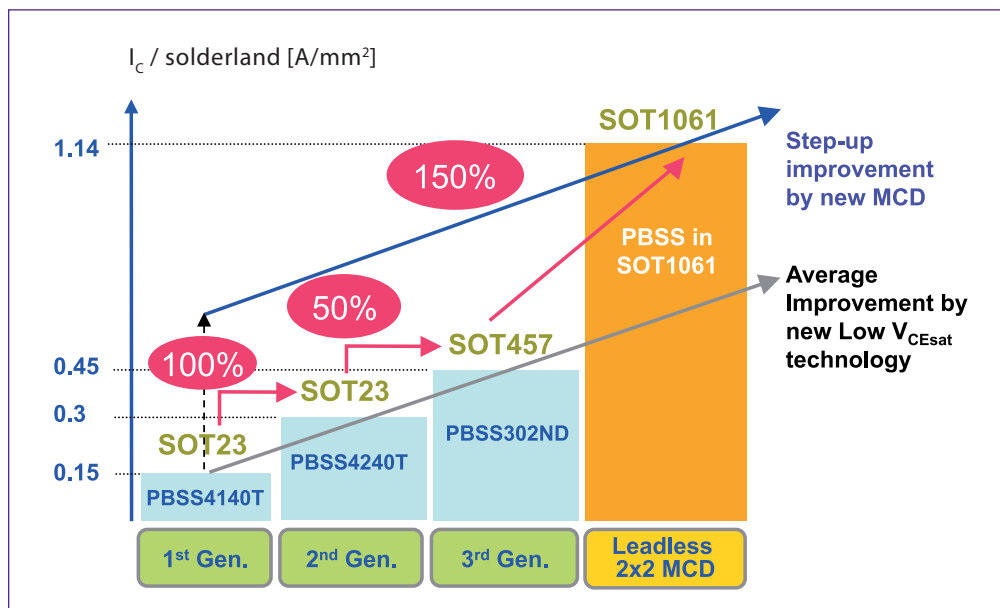 I_C / solderland [A/mm²]
SOT1061
1.14
Step-up
improvement
by new MCD
150%
PBSS in
SOT1061
Average
Improvement by
new Low V_CEsat
technology
50%
SOT457
100%
0.45
SOT23
0.3
SOT23
PBSS302ND
PBSS4240T
0.15
PBSS4140T
1st Gen.
2nd Gen.
3rd Gen.
Leadless
2x2 MCD